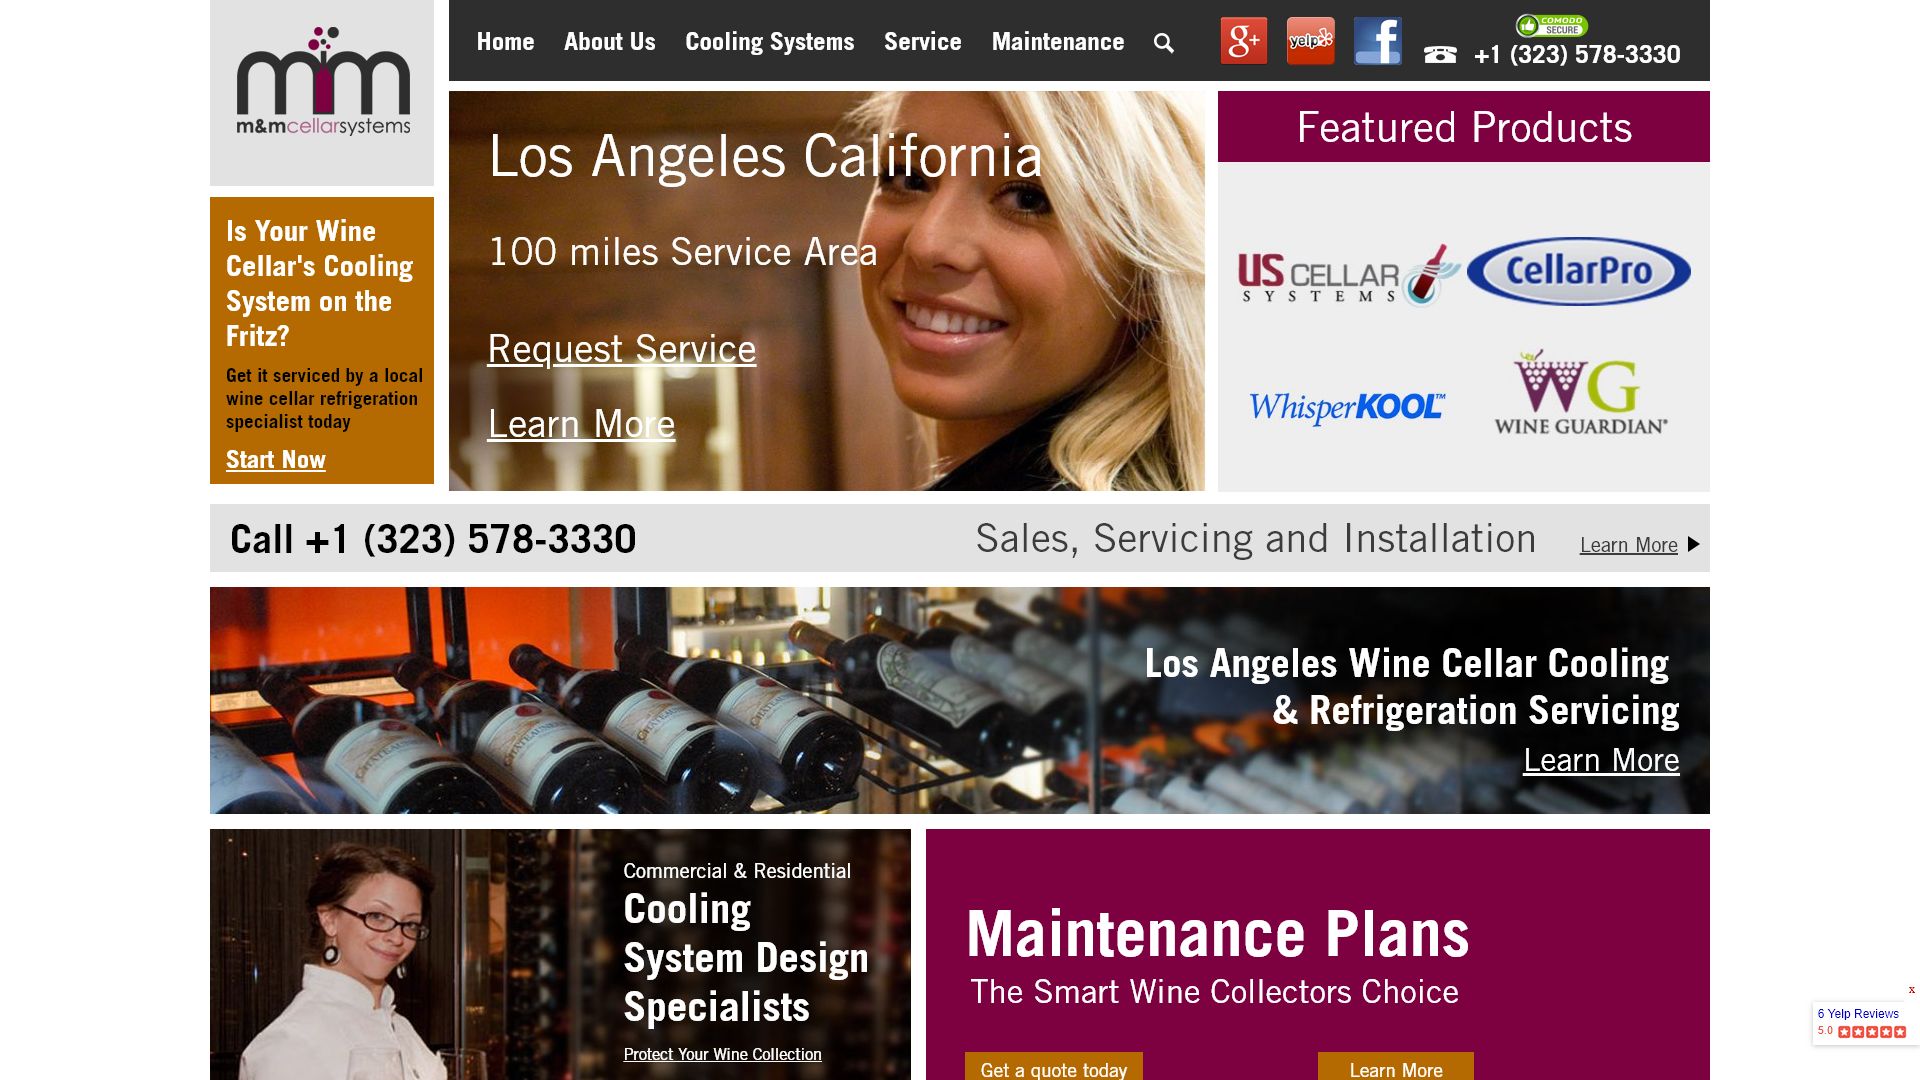 m&mcellarsystems
Home About Us Cooling Systems Service Maintenance
g+
yelp
f
COMODO
SECURE
+1 (323) 578-3330
Is Your Wine
Cellar's Cooling
System on the
Fritz?
Get it serviced by a local
wine cellar refrigeration
specialist today
Start Now
Los Angeles California
100 miles Service Area
Request Service
Learn More
Featured Products
US CELLAR
SYSTEMS
CellarPro
WhisperKOOL™
WG
WINE GUARDIAN®
Call +1 (323) 578-3330
Sales, Servicing and Installation
Learn More
Los Angeles Wine Cellar Cooling
& Refrigeration Servicing
Learn More
Commercial & Residential
Cooling
System Design
Specialists
Protect Your Wine Collection
Maintenance Plans
The Smart Wine Collectors Choice
Get a quote today
Learn More
x
6 Yelp Reviews
5.0